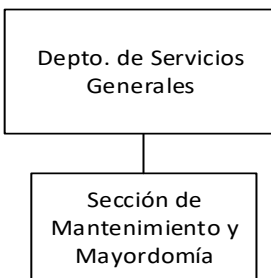 Depto. de Servicios
Generales
Sección de
Mantenimiento y
Mayordomía